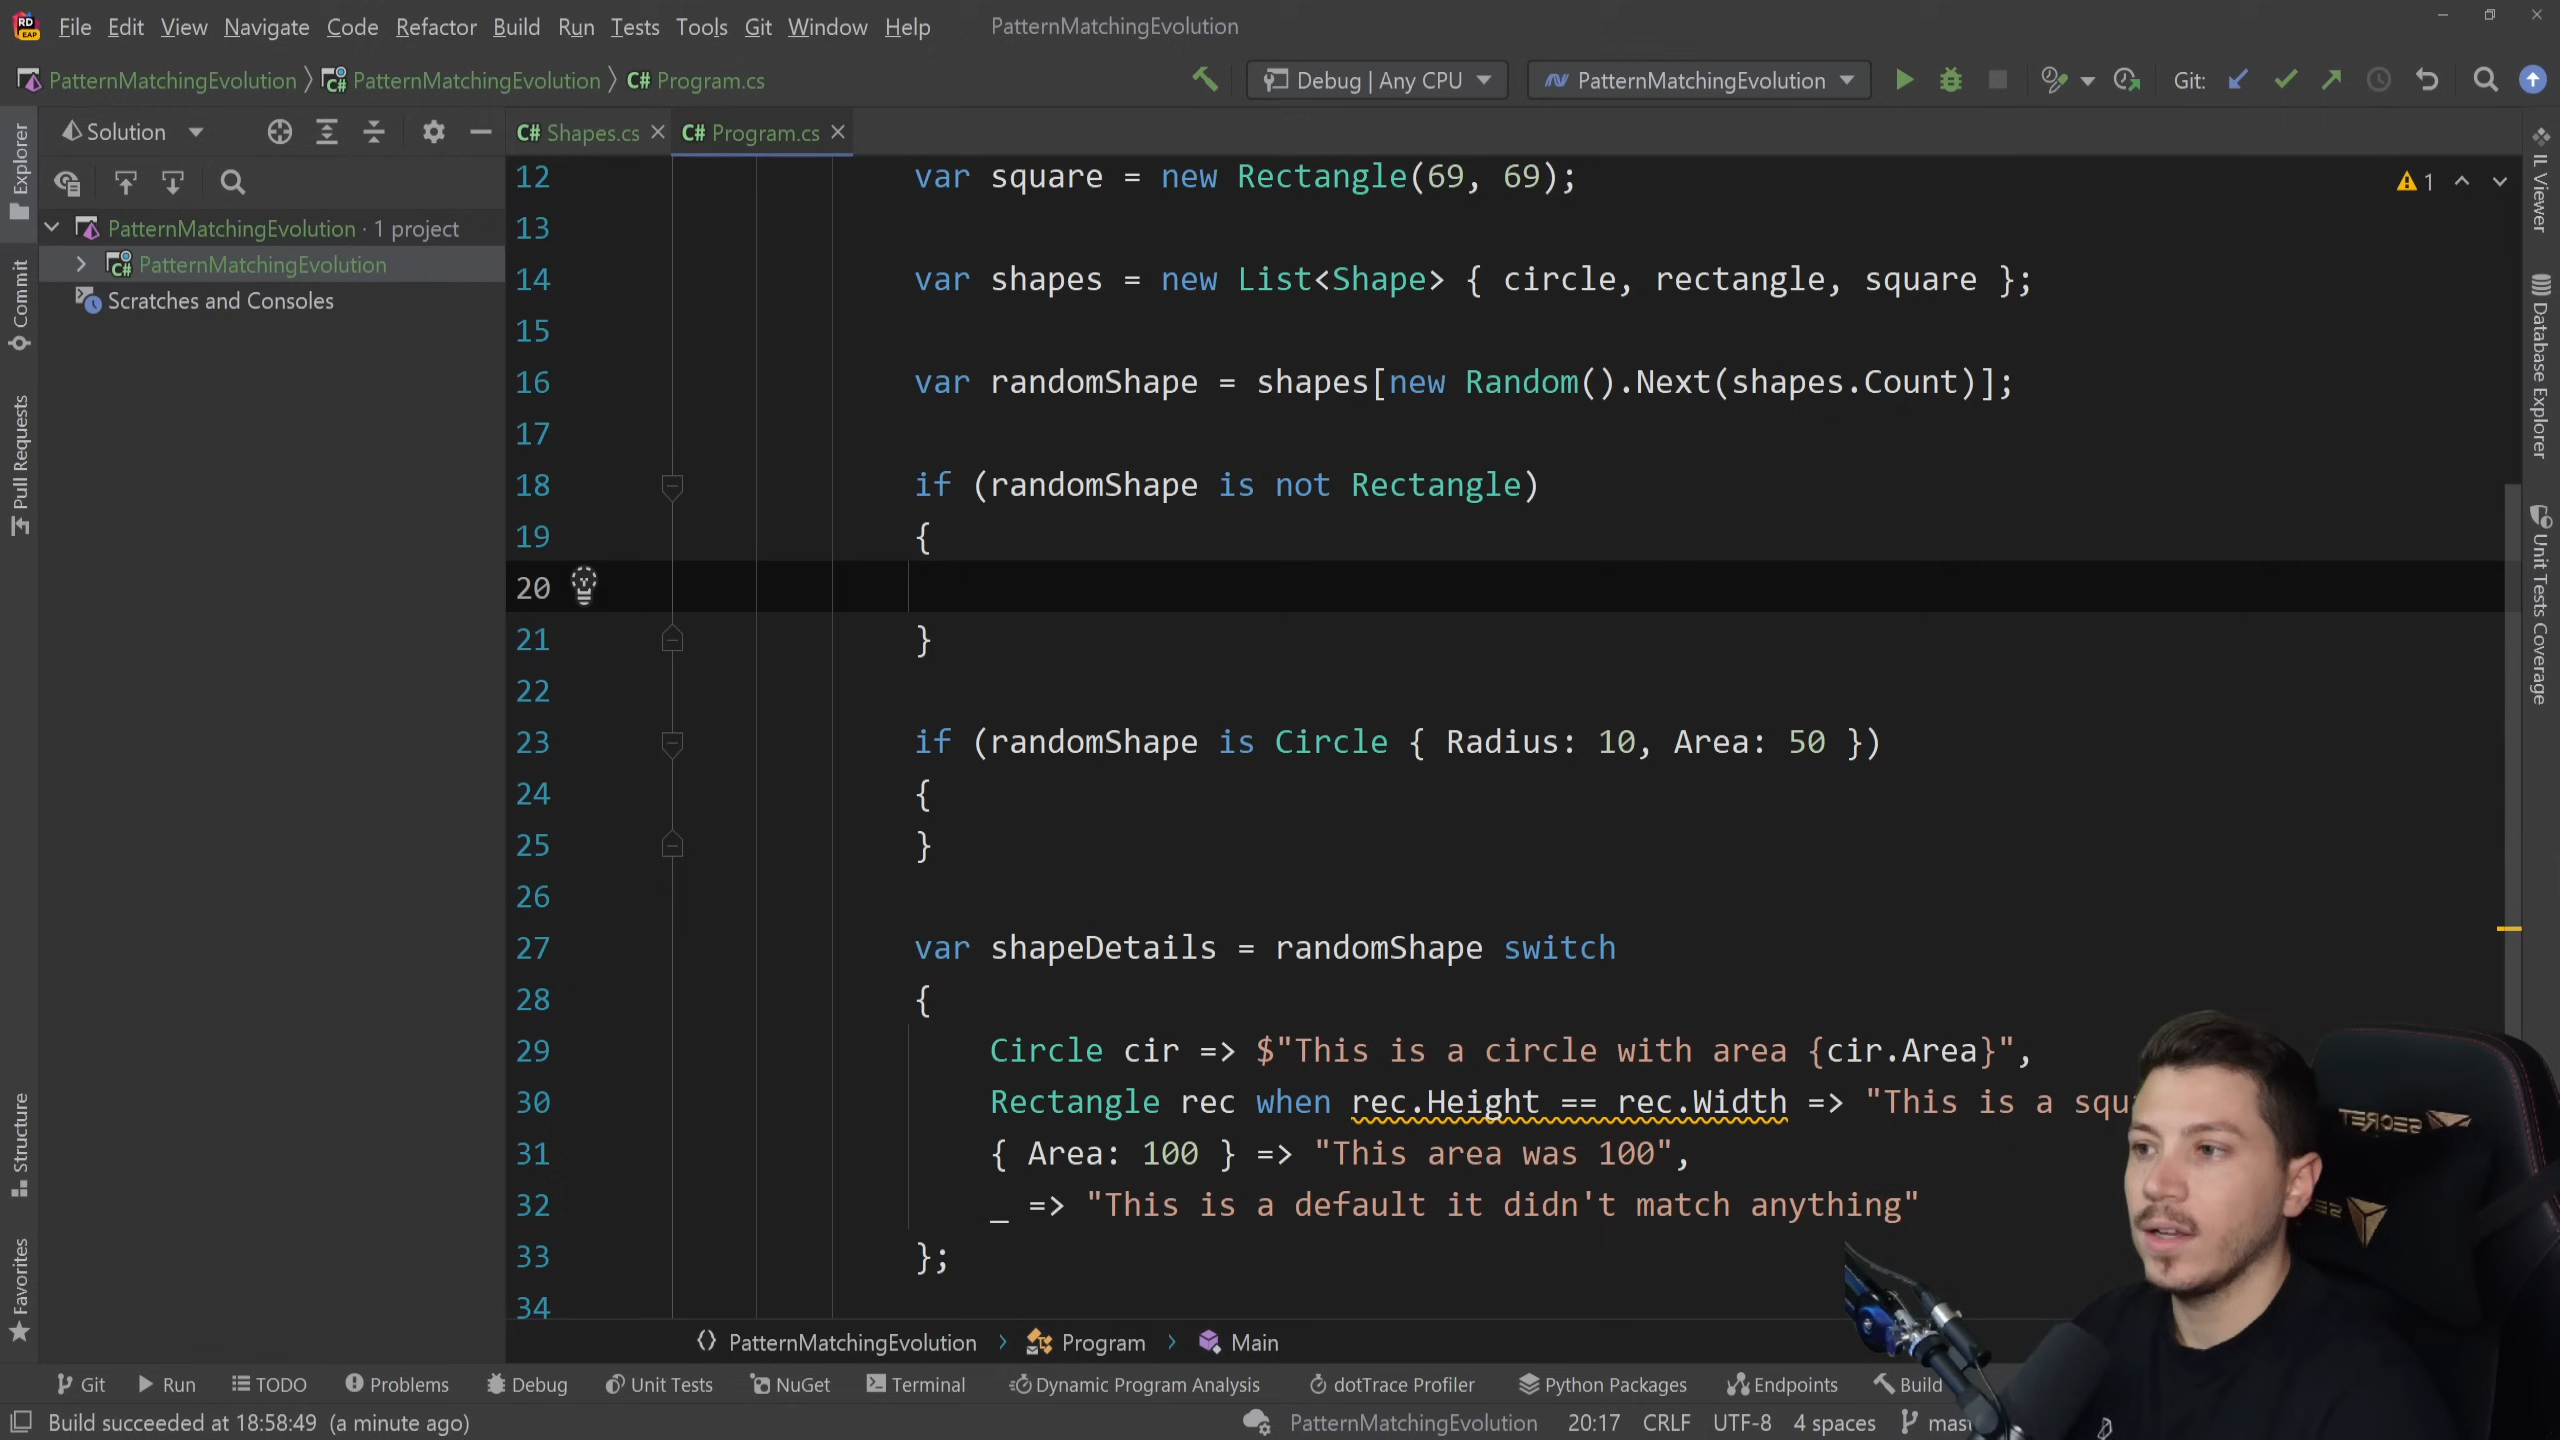 File Edit View Navigate Code Refactor Build Run Tests Tools Git Window Help PatternMatchingEvolution
PatternMatchingEvolution PatternMatchingEvolution C# Program.cs Debug | Any CPU PatternMatchingEvolution Git:
Solution
C# Shapes.cs C# Program.cs
PatternMatchingEvolution · 1 project
PatternMatchingEvolution
Scratches and Consoles
Explorer
Commit
Pull Requests
Structure
Favorites
12 var square = new Rectangle(69, 69);
13
14 var shapes = new List<Shape> { circle, rectangle, square };
15
16 var randomShape = shapes[new Random().Next(shapes.Count)];
17
18 if (randomShape is not Rectangle)
19 {
20
21 }
22
23 if (randomShape is Circle { Radius: 10, Area: 50 })
24 {
25 }
26
27 var shapeDetails = randomShape switch
28 {
29 Circle cir => $"This is a circle with area {cir.Area}",
30 Rectangle rec when rec.Height == rec.Width => "This is a squ
31 { Area: 100 } => "This area was 100",
32 _ => "This is a default it didn't match anything"
33 };
34
1
IL Viewer
Database Explorer
Unit Tests Coverage
SECRET
PatternMatchingEvolution Program Main
Git Run TODO Problems Debug Unit Tests NuGet Terminal Dynamic Program Analysis dotTrace Profiler Python Packages Endpoints Build
Build succeeded at 18:58:49 (a minute ago) PatternMatchingEvolution 20:17 CRLF UTF-8 4 spaces mas